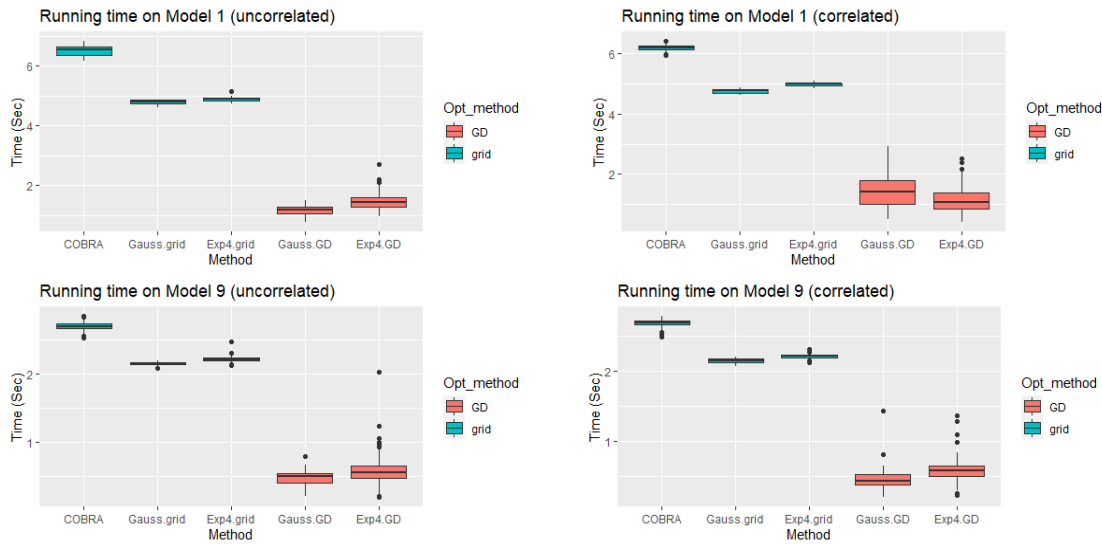 Running time on Model 1 (uncorrelated)
Time (Sec)
6
4
2
COBRA Gauss.grid Exp4.grid Gauss.GD Exp4.GD
Method
Opt_method
GD
grid
Running time on Model 1 (correlated)
Time (Sec)
6
4
2
COBRA Gauss.grid Exp4.grid Gauss.GD Exp4.GD
Method
Opt_method
GD
grid
Running time on Model 9 (uncorrelated)
Time (Sec)
2
1
COBRA Gauss.grid Exp4.grid Gauss.GD Exp4.GD
Method
Opt_method
GD
grid
Running time on Model 9 (correlated)
Time (Sec)
2
1
COBRA Gauss.grid Exp4.grid Gauss.GD Exp4.GD
Method
Opt_method
GD
grid